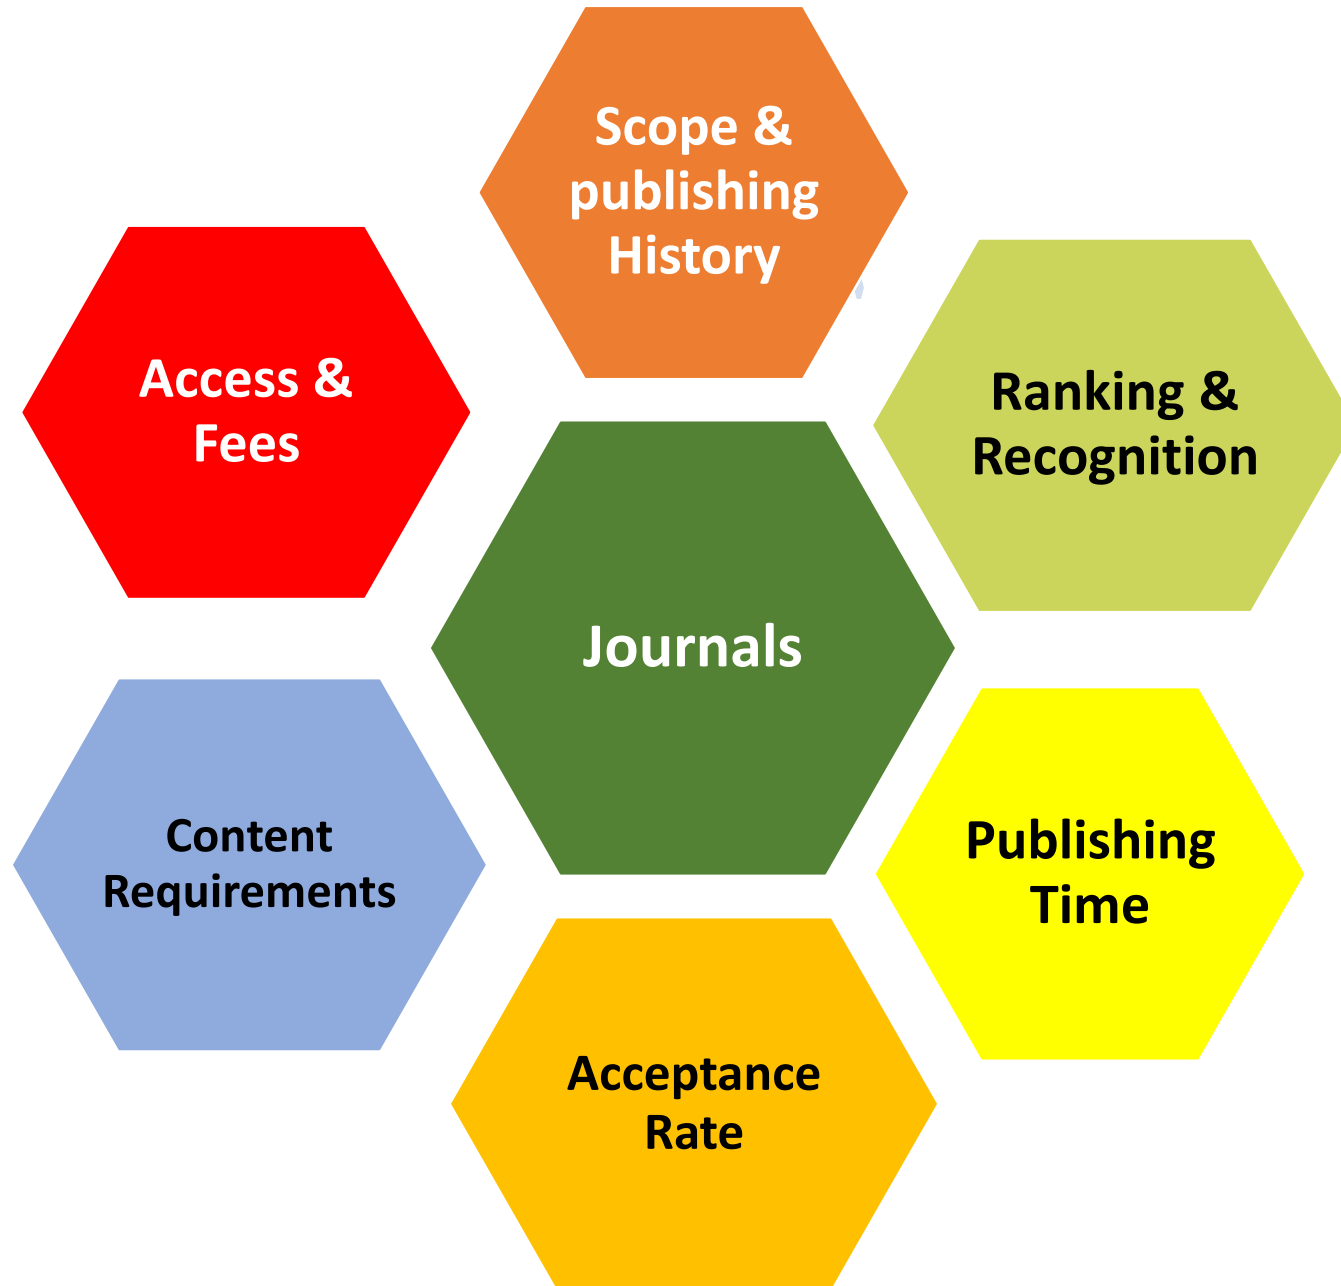 Scope &
publishing
History
Access &
Fees
Ranking &
Recognition
Journals
Content
Requirements
Publishing
Time
Acceptance
Rate